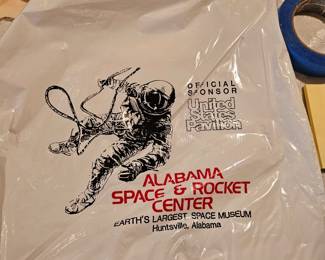 OFFICIAL
SPONSOR
United
States
Pavilion
ALABAMA
SPACE & ROCKET
CENTER
EARTH'S LARGEST SPACE MUSEUM
Huntsville, Alabama